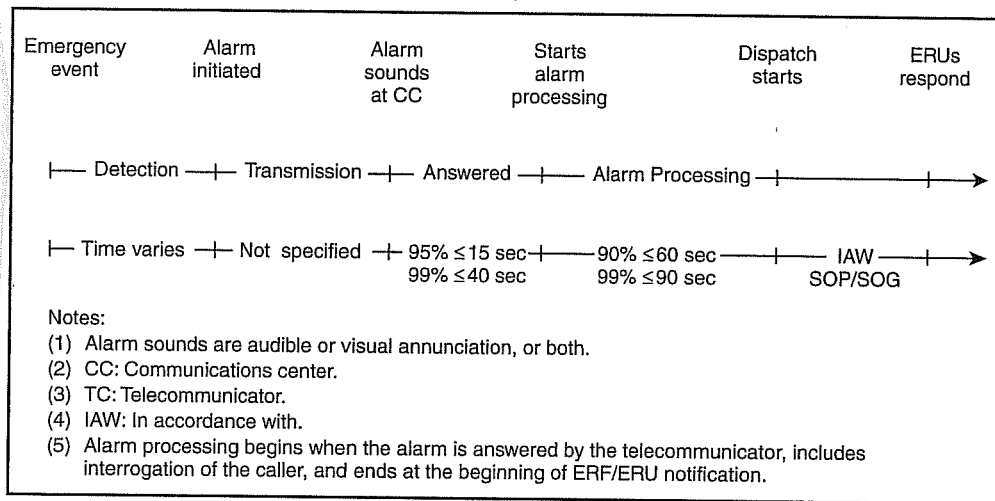 Emergency event
Alarm initiated
Alarm sounds at CC
Starts alarm processing
Dispatch starts
ERUs respond
Detection
Transmission
Answered
Alarm Processing
Time varies
Not specified
95% ≤15 sec
99% ≤40 sec
90% ≤60 sec
99% ≤90 sec
IAW
SOP/SOG
Notes:
(1) Alarm sounds are audible or visual annunciation, or both.
(2) CC: Communications center.
(3) TC: Telecommunicator.
(4) IAW: In accordance with.
(5) Alarm processing begins when the alarm is answered by the telecommunicator, includes
interrogation of the caller, and ends at the beginning of ERF/ERU notification.